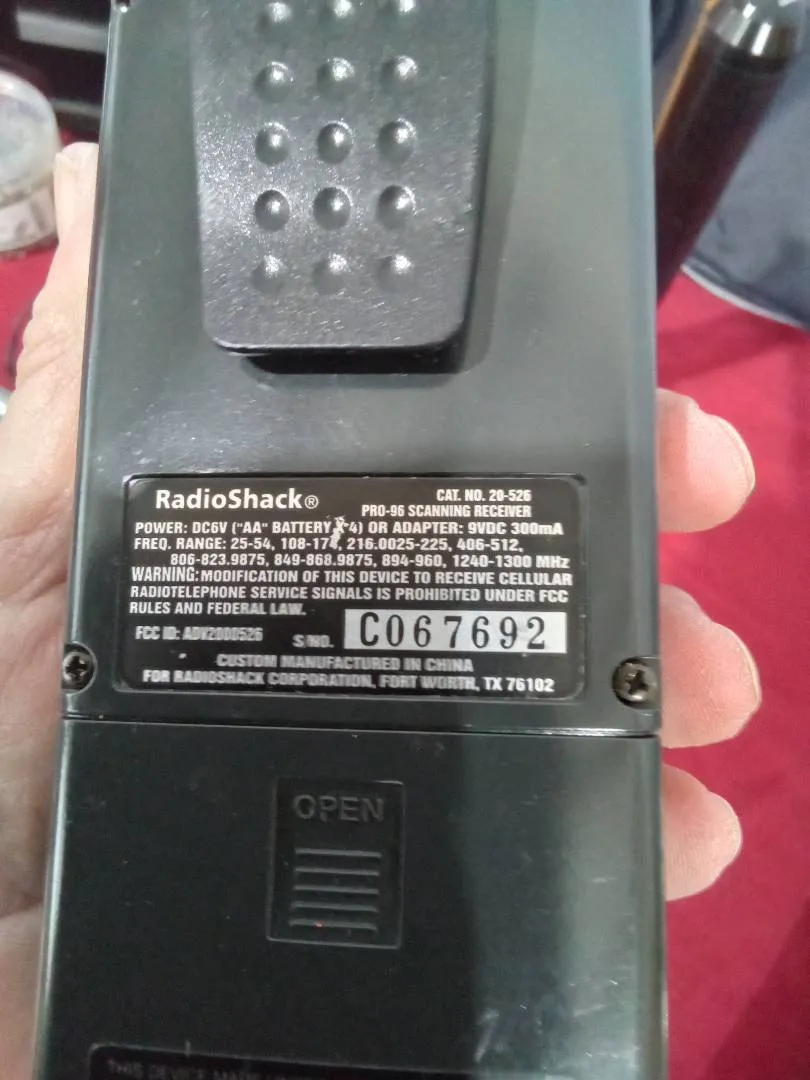 RadioShack®
CAT. NO. 20-526
PRO-96 SCANNING RECEIVER
POWER: DC6V ("AA" BATTERY 4) OR ADAPTER: 9VDC 300mA
FREQ. RANGE: 25-54, 108-174, 216.0025-225, 406-512,
806-823.9875, 849-868.9875, 894-960, 1240-1300 MHz
WARNING: MODIFICATION OF THIS DEVICE TO RECEIVE CELLULAR
RADIOTELEPHONE SERVICE SIGNALS IS PROHIBITED UNDER FCC
RULES AND FEDERAL LAW.
FCC ID: ADV2000526 S/NO. C067692
CUSTOM MANUFACTURED IN CHINA
FOR RADIOSHACK CORPORATION, FORT WORTH, TX 76102
OPEN
THIS DEVICE MADE